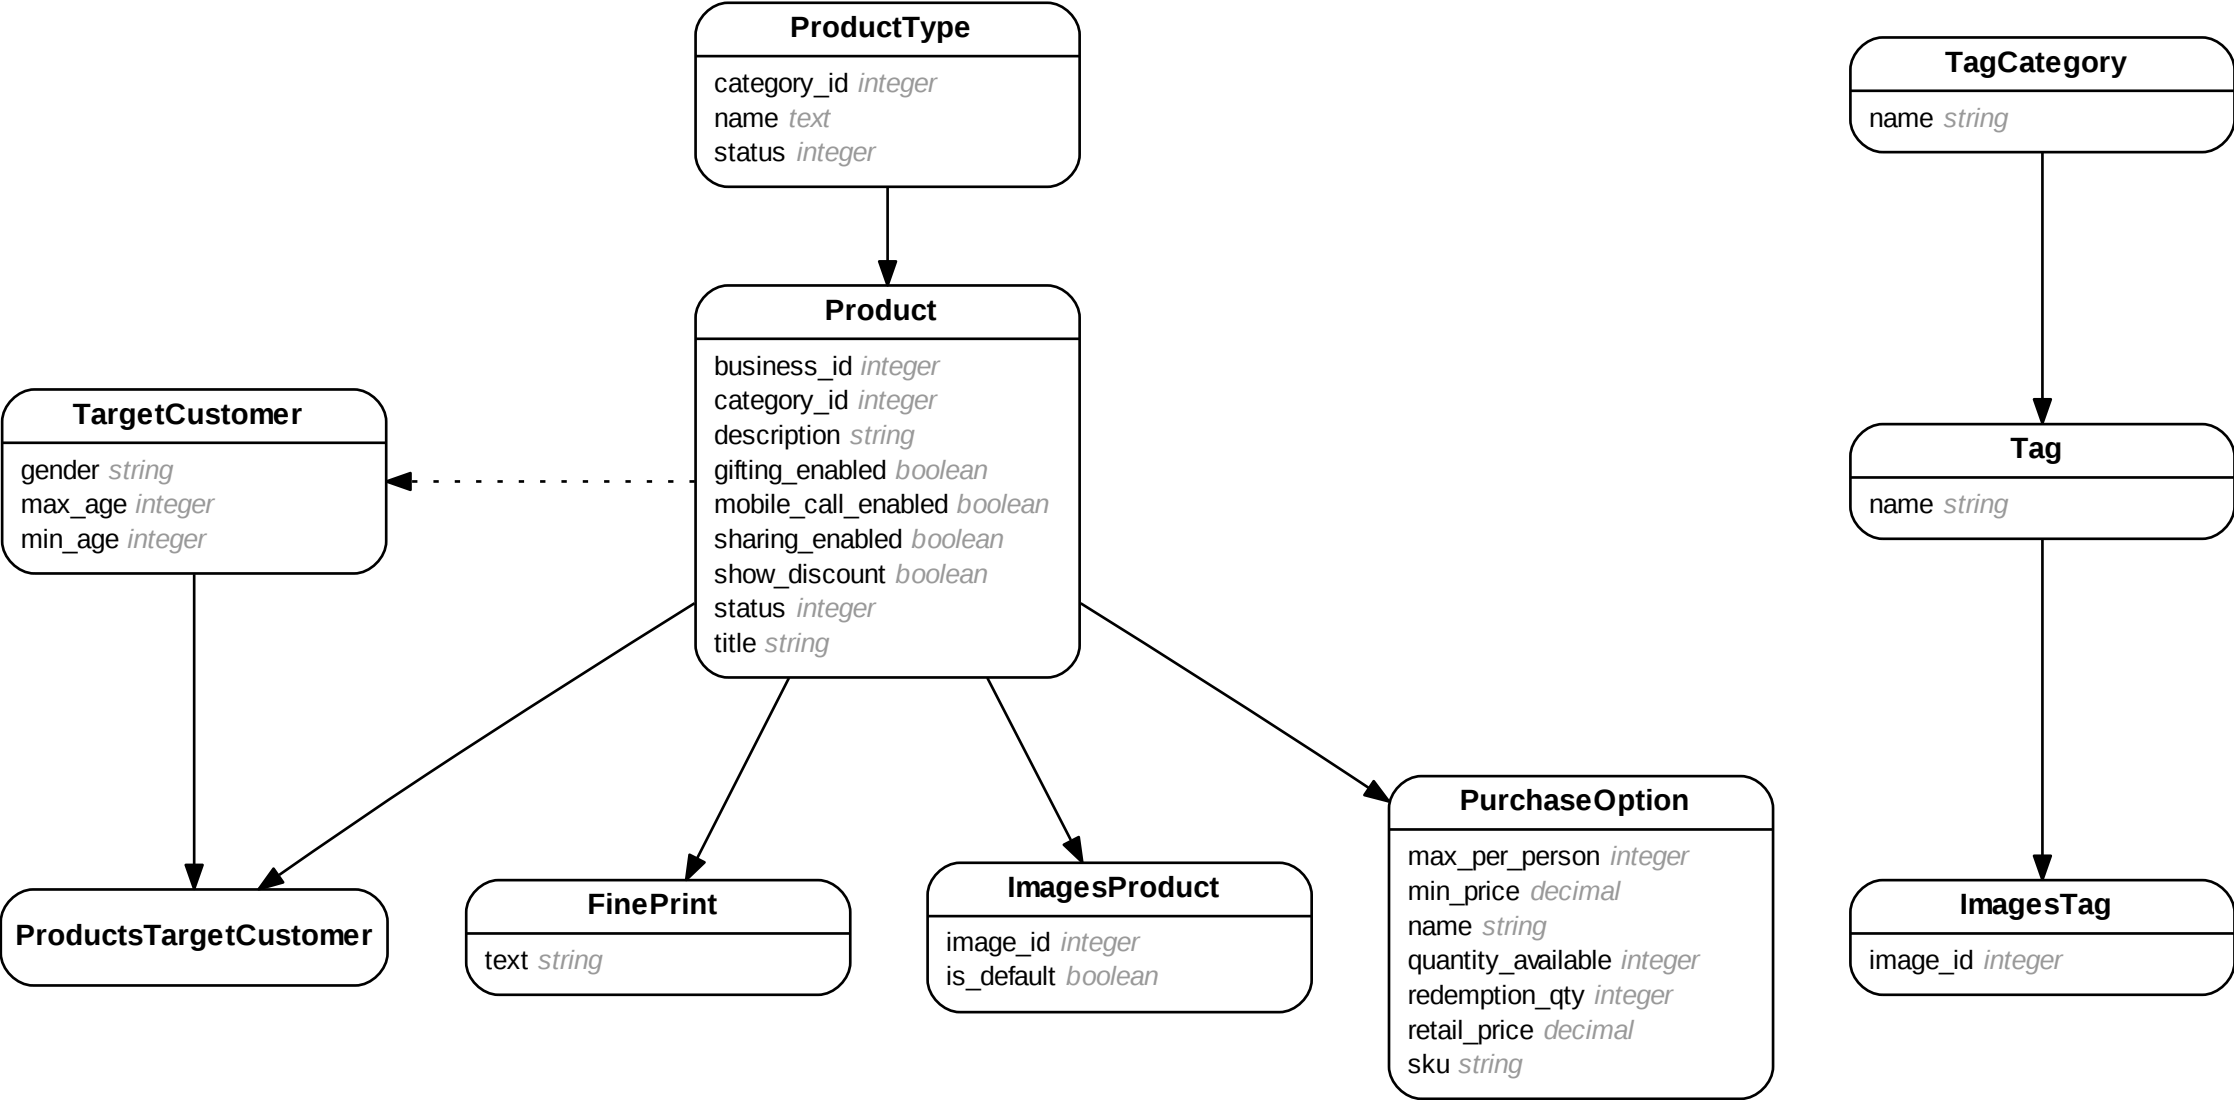 ProductType
category_id integer
name text
status integer
TagCategory
name string
Product
business_id integer
category_id integer
description string
gifting_enabled boolean
mobile_call_enabled boolean
sharing_enabled boolean
show_discount boolean
status integer
title string
TargetCustomer
gender string
max_age integer
min_age integer
Tag
name string
ProductsTargetCustomer
FinePrint
text string
ImagesProduct
image_id integer
is_default boolean
PurchaseOption
max_per_person integer
min_price decimal
name string
quantity_available integer
redemption_qty integer
retail_price decimal
sku string
ImagesTag
image_id integer